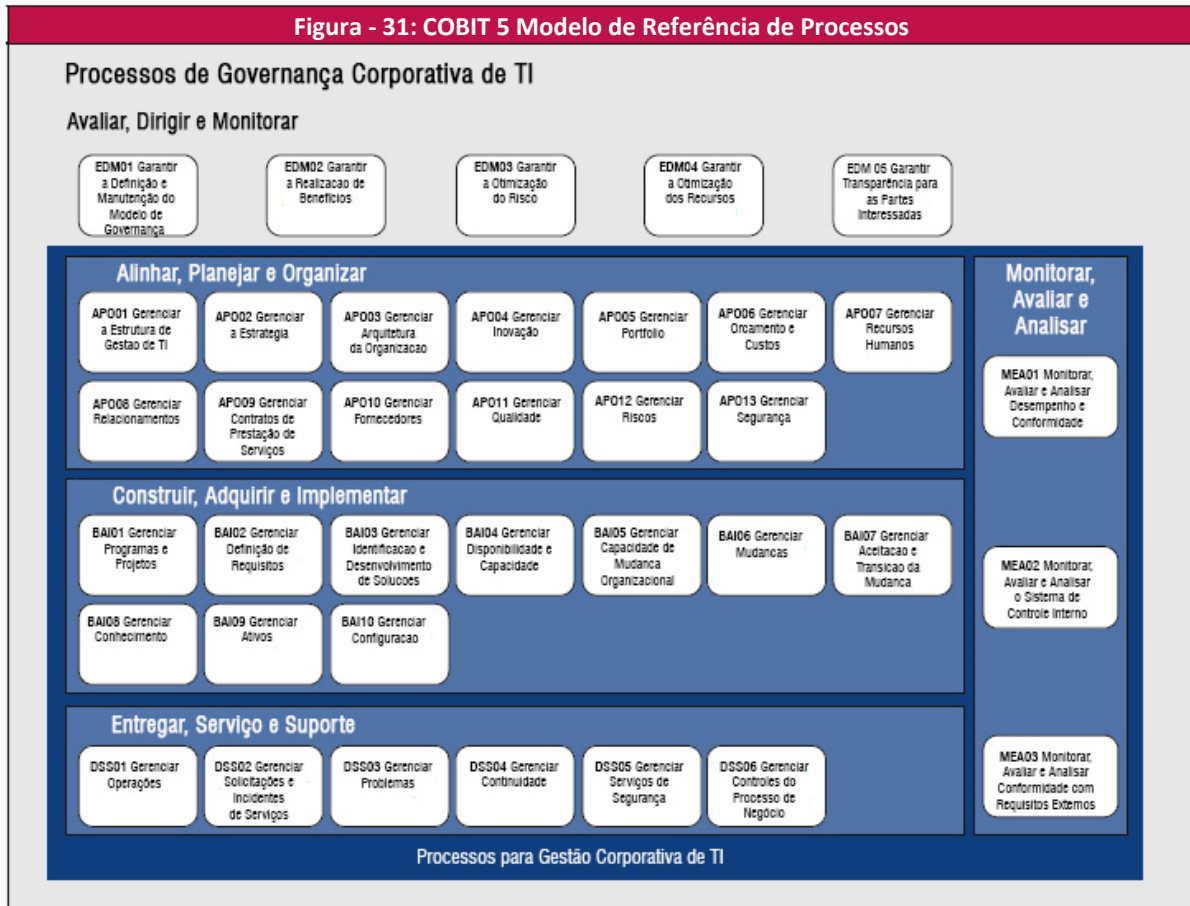 Figura - 31: COBIT 5 Modelo de Referência de Processos
Processos de Governança Corporativa de TI
Avaliar, Dirigir e Monitorar
EDM01 Garantir
a Definição e
Manutenção do
Modelo de
Governança
EDM02 Garantir
a Realizacao de
Benefícios
EDM03 Garantir
a Otimização
do Risco
EDM04 Garantir
a Otimização
dos Recursos
EDM 05 Garantir
Transparência para
as Partes
Interessadas
Alinhar, Planejar e Organizar
APO01 Gerenciar
a Estrutura de
Gestao de TI
APO02 Gerenciar
a Estrategia
APO03 Gerenciar
Arquitetura
da Organizacao
APO04 Gerenciar
Inovação
APO05 Gerenciar
Portfolio
APO06 Gerenciar
Orcamento e
Custos
APO07 Gerenciar
Recursos
Humanos
APO08 Gerenciar
Relacionamentos
APO09 Gerenciar
Contratos de
Prestação de
Serviços
APO10 Gerenciar
Fornecedores
APO11 Gerenciar
Qualidade
APO12 Gerenciar
Riscos
APO13 Gerenciar
Segurança
Construir, Adquirir e Implementar
BAI01 Gerenciar
Programas e
Projetos
BAI02 Gerenciar
Definição de
Requisitos
BAI03 Gerenciar
Identificacao e
Desenvolvimento
de Solucoes
BAI04 Gerenciar
Disponibilidade e
Capacidade
BAI05 Gerenciar
Capacidade de
Mudanca
Organizacional
BAI06 Gerenciar
Mudancas
BAI07 Gerenciar
Aceitacao e
Transicao da
Mudanca
BAI08 Gerenciar
Conhecimento
BAI09 Gerenciar
Ativos
BAI10 Gerenciar
Configuracao
Entregar, Serviço e Suporte
DSS01 Gerenciar
Operações
DSS02 Gerenciar
Solicitações e
Incidentes
de Serviços
DSS03 Gerenciar
Problemas
DSS04 Gerenciar
Continuidade
DSS05 Gerenciar
Serviços de
Segurança
DSS06 Gerenciar
Controles do
Processo de
Negócio
Monitorar,
Avaliar e
Analisar
MEA01 Monitorar,
Avaliar e Analisar
Desempenho e
Conformidade
MEA02 Monitorar,
Avaliar e Analisar
o Sistema de
Controle Interno
MEA03 Monitorar,
Avaliar e Analisar
Conformidade com
Requisitos Externos
Processos para Gestão Corporativa de TI